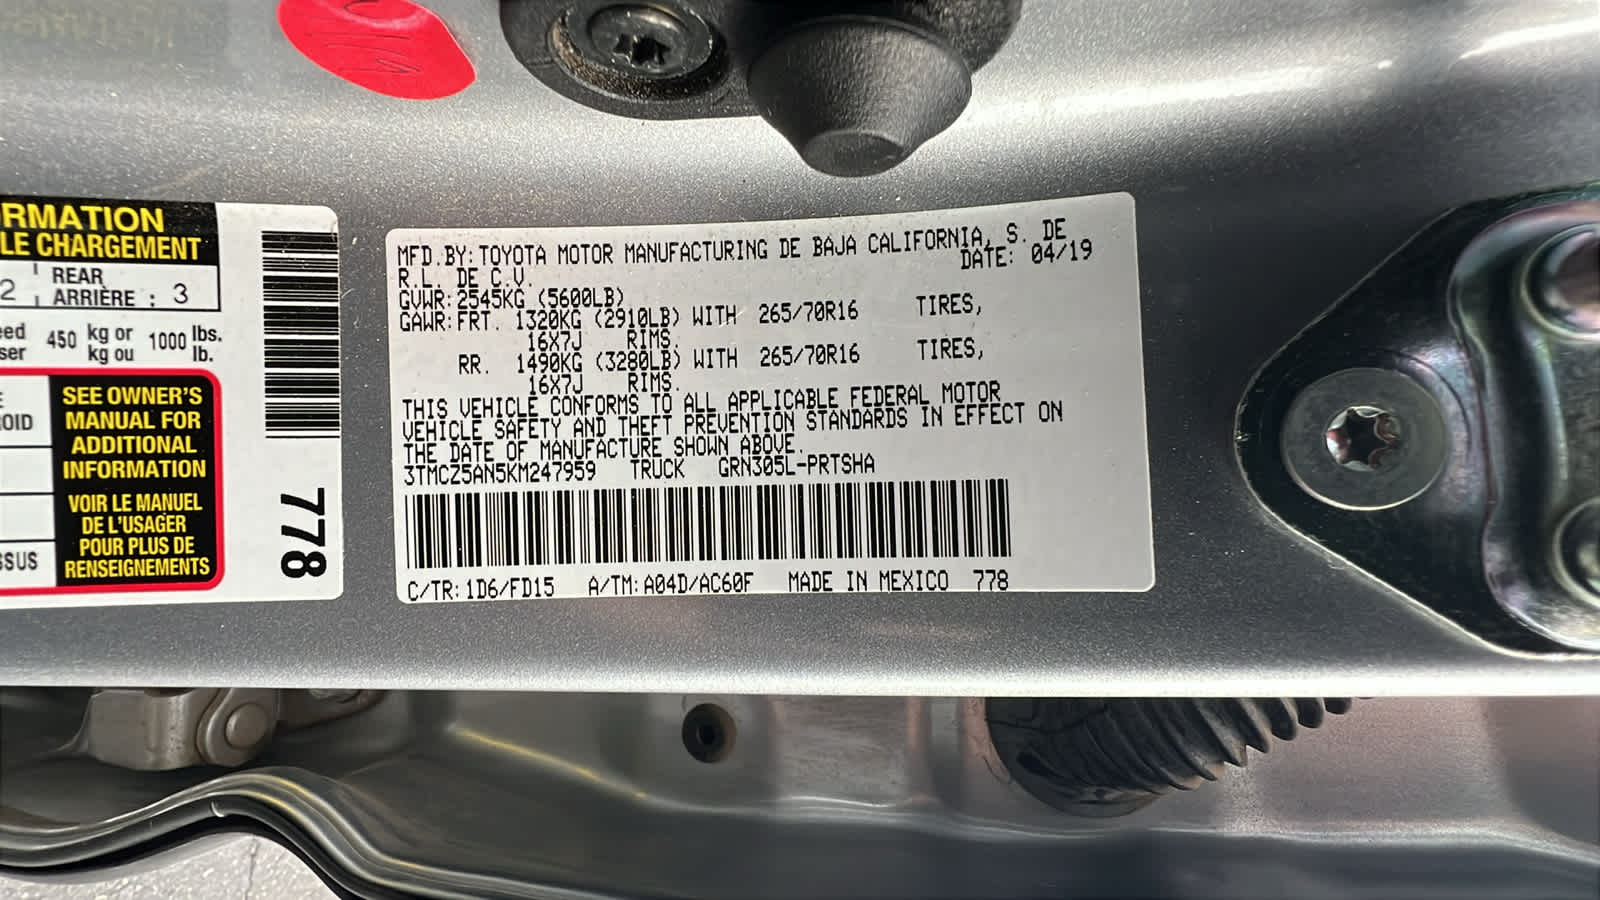 RMATION
LE CHARGEMENT
2 REAR
ARRIÈRE : 3
eed 450 kg or 1000 lbs.
ser kg ou lb.
OID
SSUS
SEE OWNER'S
MANUAL FOR
ADDITIONAL
INFORMATION
VOIR LE MANUEL
DE L'USAGER
POUR PLUS DE
RENSEIGNEMENTS
778
MFD.BY:TOYOTA MOTOR MANUFACTURING DE BAJA CALIFORNIA, S. DE
R.L. DE C.V. DATE: 04/19
GVWR:2545KG (5600LB)
GAWR:FRT. 1320KG (2910LB) WITH 265/70R16 TIRES,
16X7J RIMS.
RR. 1490KG (3280LB) WITH 265/70R16 TIRES,
16X7J RIMS.
THIS VEHICLE CONFORMS TO ALL APPLICABLE FEDERAL MOTOR
VEHICLE SAFETY AND THEFT PREVENTION STANDARDS IN EFFECT ON
THE DATE OF MANUFACTURE SHOWN ABOVE.
3TMCZ5AN5KM247959 TRUCK GRN305L-PRTSHA
C/TR:1D6/FD15 A/TM:A04D/AC60F MADE IN MEXICO 778